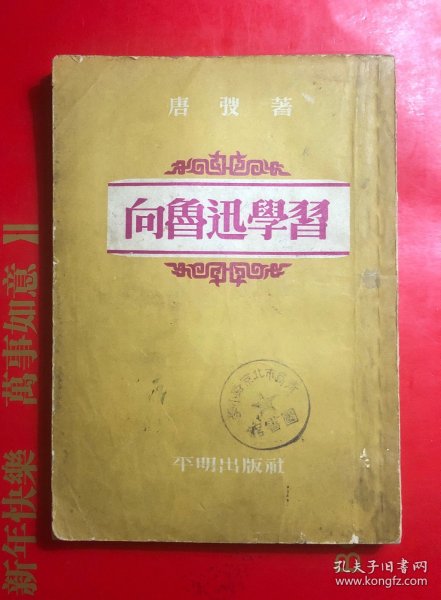 唐弢著
向魯迅學習
平明出版社
新年快樂 萬事如意
孔夫子旧书网
www.kongfz.com